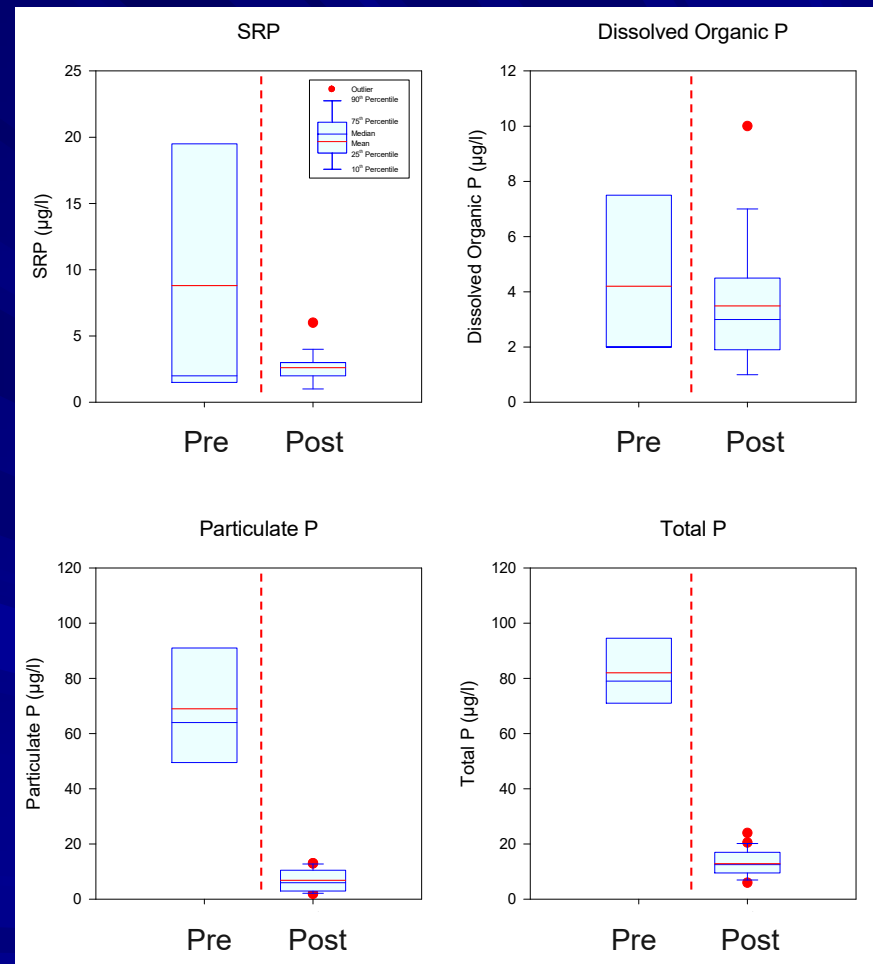 SRP
25
20
15
10
5
0
SRP (µg/l)
Outlier
90th Percentile
75th Percentile
Median
Mean
25th Percentile
10th Percentile
Pre
Post
Dissolved Organic P
12
10
8
6
4
2
0
Dissolved Organic P (µg/l)
Pre
Post
Particulate P
120
100
80
60
40
20
0
Particulate P (µg/l)
Pre
Post
Total P
120
100
80
60
40
20
0
Total P (µg/l)
Pre
Post